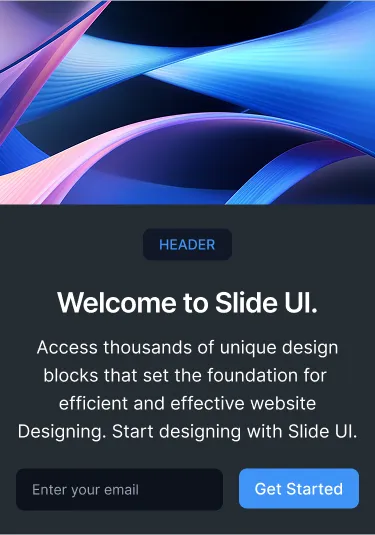 HEADER
Welcome to Slide UI.
Access thousands of unique design
blocks that set the foundation for
efficient and effective website
Designing. Start designing with Slide UI.
Enter your email
Get Started